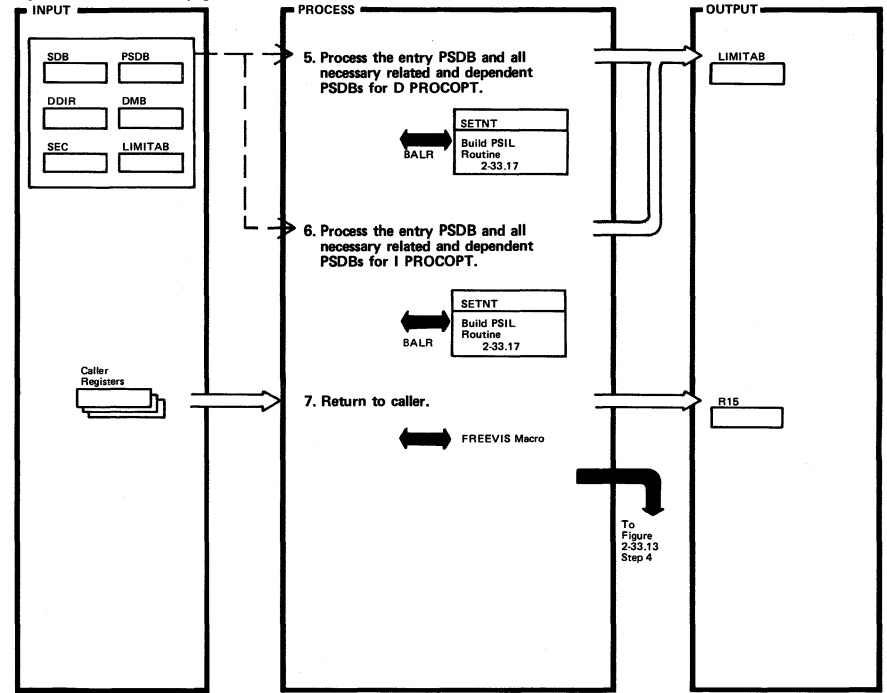 INPUT
PROCESS
OUTPUT
SDB
PSDB
DDIR
DMB
SEC
LIMITAB
5. Process the entry PSDB and all
necessary related and dependent
PSDBs for D PROCOPT.
SETNT
Build PSIL
Routine
2-33.17
BALR
LIMITAB
6. Process the entry PSDB and all
necessary related and dependent
PSDBs for I PROCOPT.
SETNT
Build PSIL
Routine
2-33.17
BALR
Caller
Registers
7. Return to caller.
R15
FREEVIS Macro
To
Figure
2-33.13
Step 4